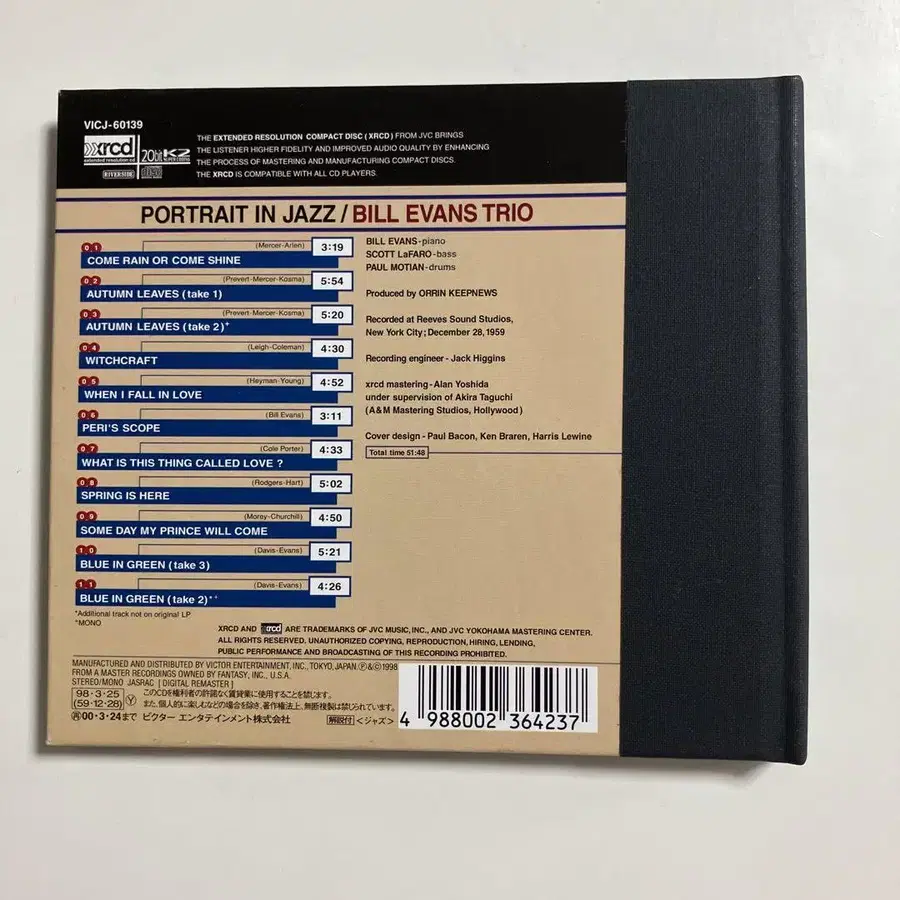 VICJ-60139
xrcd
extended resolution cd
20bit K2
SUPER CODING
RIVERSIDE
THE EXTENDED RESOLUTION COMPACT DISC (XRCD) FROM JVC BRINGS
THE LISTENER HIGHER FIDELITY AND IMPROVED AUDIO QUALITY BY ENHANCING
THE PROCESS OF MASTERING AND MANUFACTURING COMPACT DISCS.
THE XRCD IS COMPATIBLE WITH ALL CD PLAYERS.
PORTRAIT IN JAZZ / BILL EVANS TRIO
01 (Mercer-Arlen) 3:19
COME RAIN OR COME SHINE
02 (Prevert-Mercer-Kosma) 5:54
AUTUMN LEAVES (take 1)
03 (Prevert-Mercer-Kosma) 5:20
AUTUMN LEAVES (take 2)*
04 (Leigh-Coleman) 4:30
WITCHCRAFT
05 (Heyman-Young) 4:52
WHEN I FALL IN LOVE
06 (Bill Evans) 3:11
PERI'S SCOPE
07 (Cole Porter) 4:33
WHAT IS THIS THING CALLED LOVE ?
08 (Rodgers-Hart) 5:02
SPRING IS HERE
09 (Morey-Churchill) 4:50
SOME DAY MY PRINCE WILL COME
10 (Davis-Evans) 5:21
BLUE IN GREEN (take 3)
11 (Davis-Evans) 4:26
BLUE IN GREEN (take 2)**
*Additional track not on original LP
*MONO
BILL EVANS-piano
SCOTT LaFARO-bass
PAUL MOTIAN-drums
Produced by ORRIN KEEPNEWS
Recorded at Reeves Sound Studios,
New York City; December 28, 1959
Recording engineer - Jack Higgins
xrcd mastering - Alan Yoshida
under supervision of Akira Taguchi
(A&M Mastering Studios, Hollywood)
Cover design - Paul Bacon, Ken Braren, Harris Lewine
Total time 51:48
XRCD AND xrcd ARE TRADEMARKS OF JVC MUSIC, INC., AND JVC YOKOHAMA MASTERING CENTER.
ALL RIGHTS RESERVED. UNAUTHORIZED COPYING, REPRODUCTION, HIRING, LENDING,
PUBLIC PERFORMANCE AND BROADCASTING OF THIS RECORDING PROHIBITED.
MANUFACTURED AND DISTRIBUTED BY VICTOR ENTERTAINMENT, INC., TOKYO, JAPAN Ⓟ&©1998
FROM A MASTER RECORDINGS OWNED BY FANTASY, INC., U.S.A.
STEREO/MONO JASRAC [ DIGITAL REMASTER ]
98・3・25
(59・12・28) Ⓨ
このCDを権利者の許諾なく賃貸業に使用することを禁じます。
また、個人的に楽しむなどの場合を除き、著作権法上、無断複製は禁じられています。
㊢00・3・24まで ビクター エンタテインメント株式会社 解説付 <ジャズ>
4 988002 364237